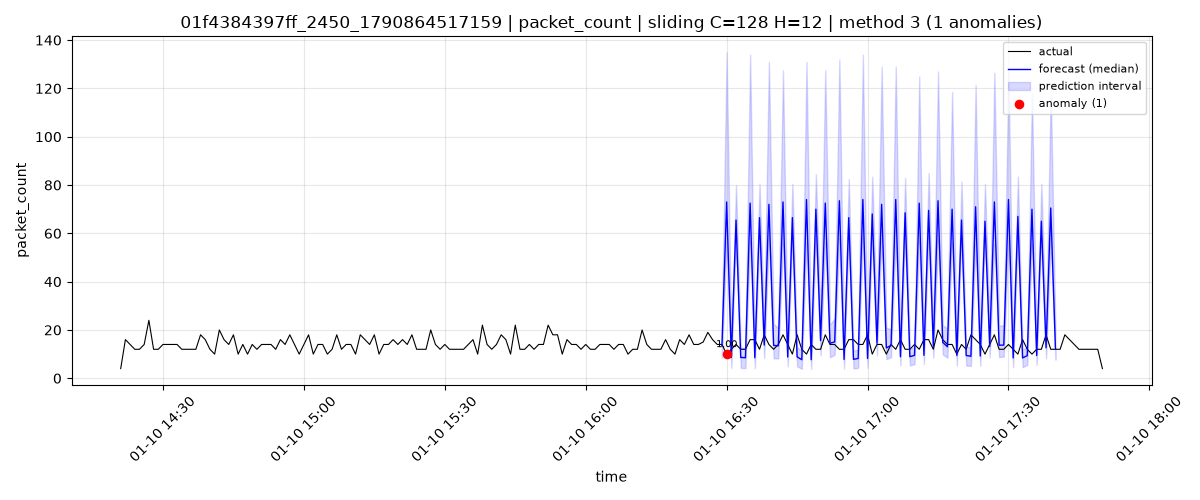 01f4384397ff_2450_1790864517159 | packet_count | sliding C=128 H=12 | method 3 (1 anomalies)
140
120
100
80
60
40
20
0
packet_count
actual
forecast (median)
prediction interval
anomaly (1)
1.00
01-10 14:30
01-10 15:00
01-10 15:30
01-10 16:00
01-10 16:30
01-10 17:00
01-10 17:30
01-10 18:00
time